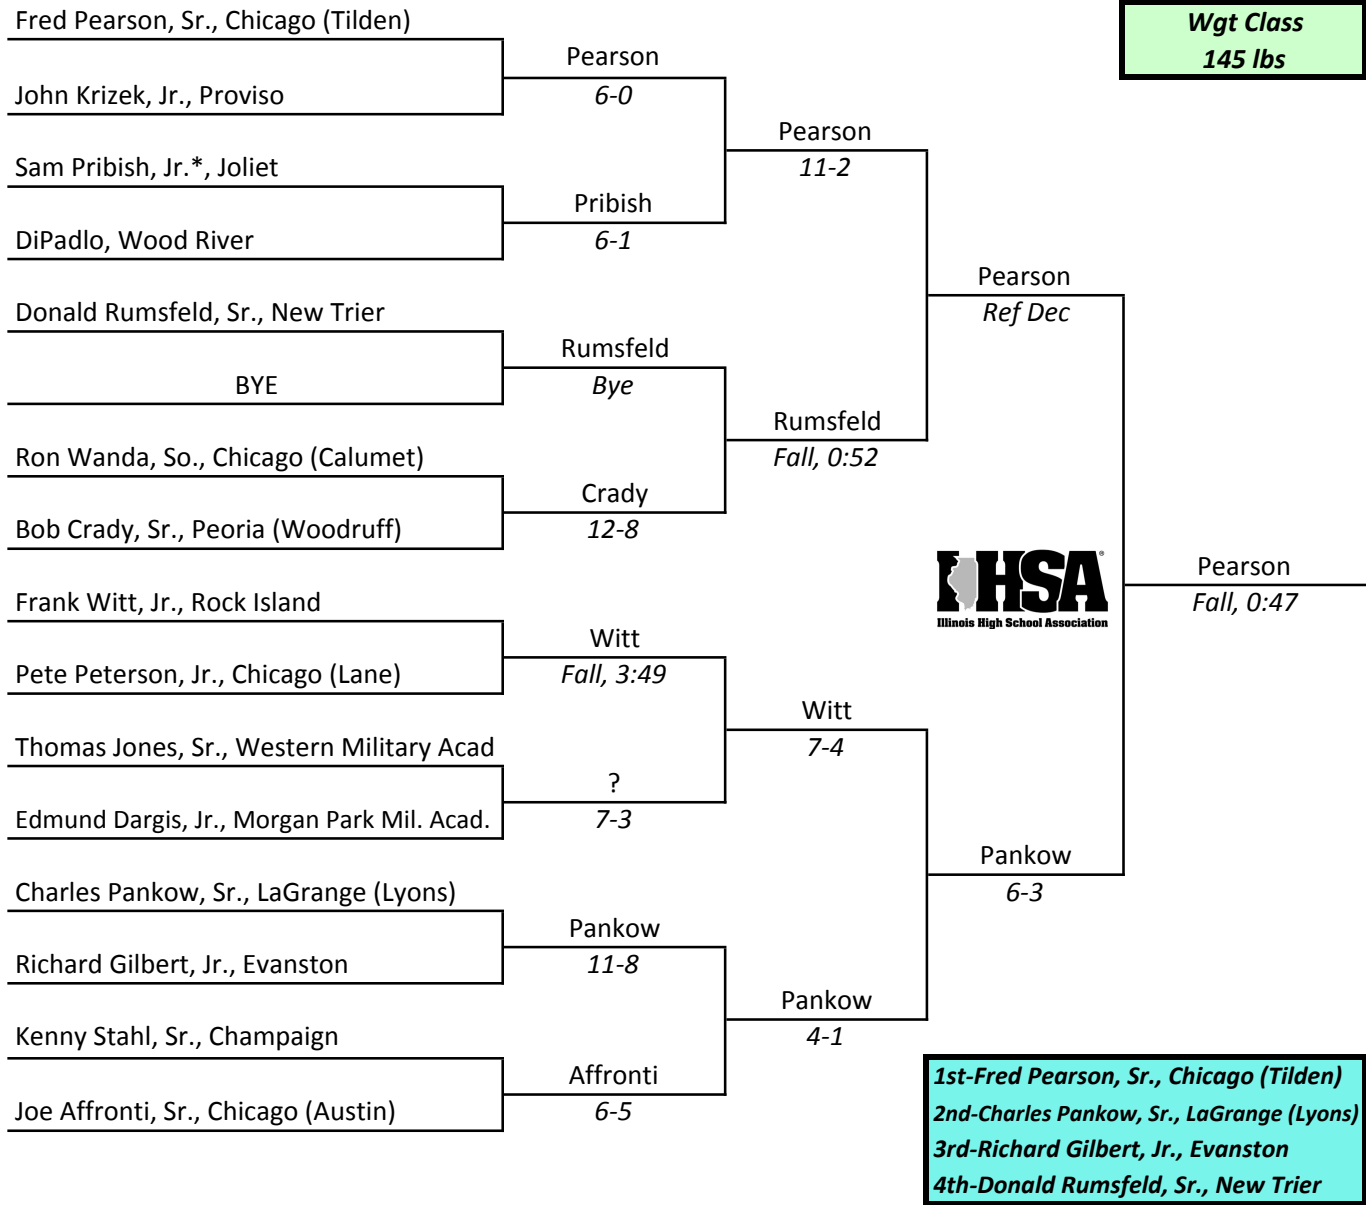 Fred Pearson, Sr., Chicago (Tilden)
John Krizek, Jr., Proviso
Sam Pribish, Jr.*, Joliet
DiPadlo, Wood River
Donald Rumsfeld, Sr., New Trier
BYE
Ron Wanda, So., Chicago (Calumet)
Bob Crady, Sr., Peoria (Woodruff)
Frank Witt, Jr., Rock Island
Pete Peterson, Jr., Chicago (Lane)
Thomas Jones, Sr., Western Military Acad
Edmund Dargis, Jr., Morgan Park Mil. Acad.
Charles Pankow, Sr., LaGrange (Lyons)
Richard Gilbert, Jr., Evanston
Kenny Stahl, Sr., Champaign
Joe Affronti, Sr., Chicago (Austin)
Pearson
6-0
Pribish
6-1
Rumsfeld
Bye
Crady
12-8
Witt
Fall, 3:49
?
7-3
Pankow
11-8
Affronti
6-5
Pearson
11-2
Rumsfeld
Fall, 0:52
Witt
7-4
Pankow
4-1
Pearson
Ref Dec
Pankow
6-3
Pearson
Fall, 0:47
Wgt Class
145 lbs
IHSA®
Illinois High School Association
1st-Fred Pearson, Sr., Chicago (Tilden)
2nd-Charles Pankow, Sr., LaGrange (Lyons)
3rd-Richard Gilbert, Jr., Evanston
4th-Donald Rumsfeld, Sr., New Trier